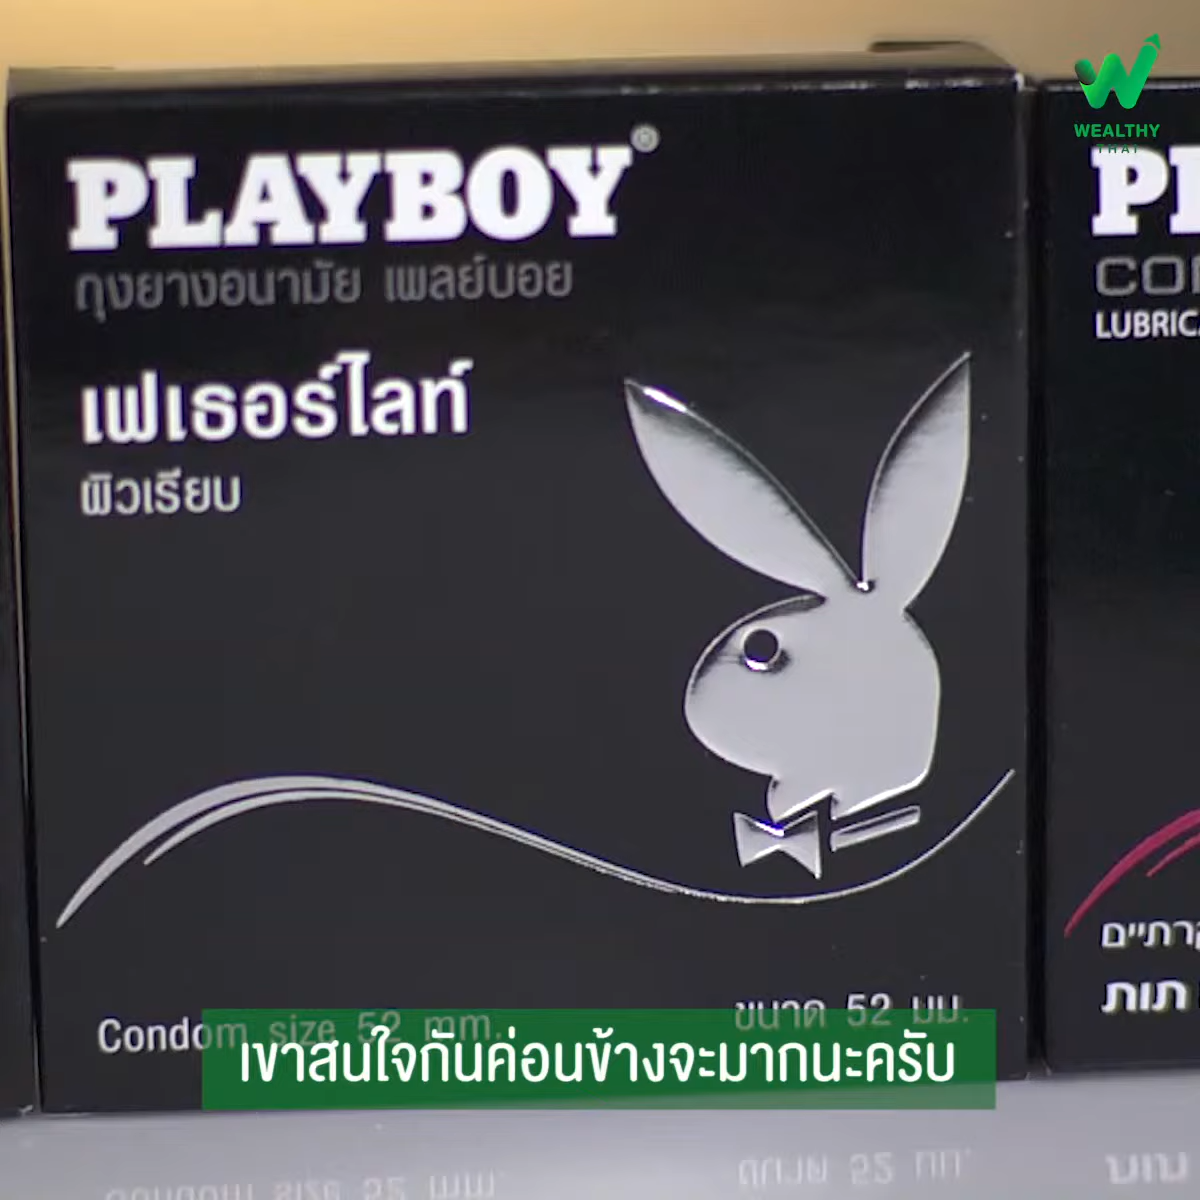 WEALTHY
THAI
PLAYBOY®
ถุงยางอนามัย เพลย์บอย
เฟเธอร์ไลท์
ผิวเรียบ
Condom size 52 mm.
ขนาด 52 มม.
เขาสนใจกันค่อนข้างจะมากนะครับ